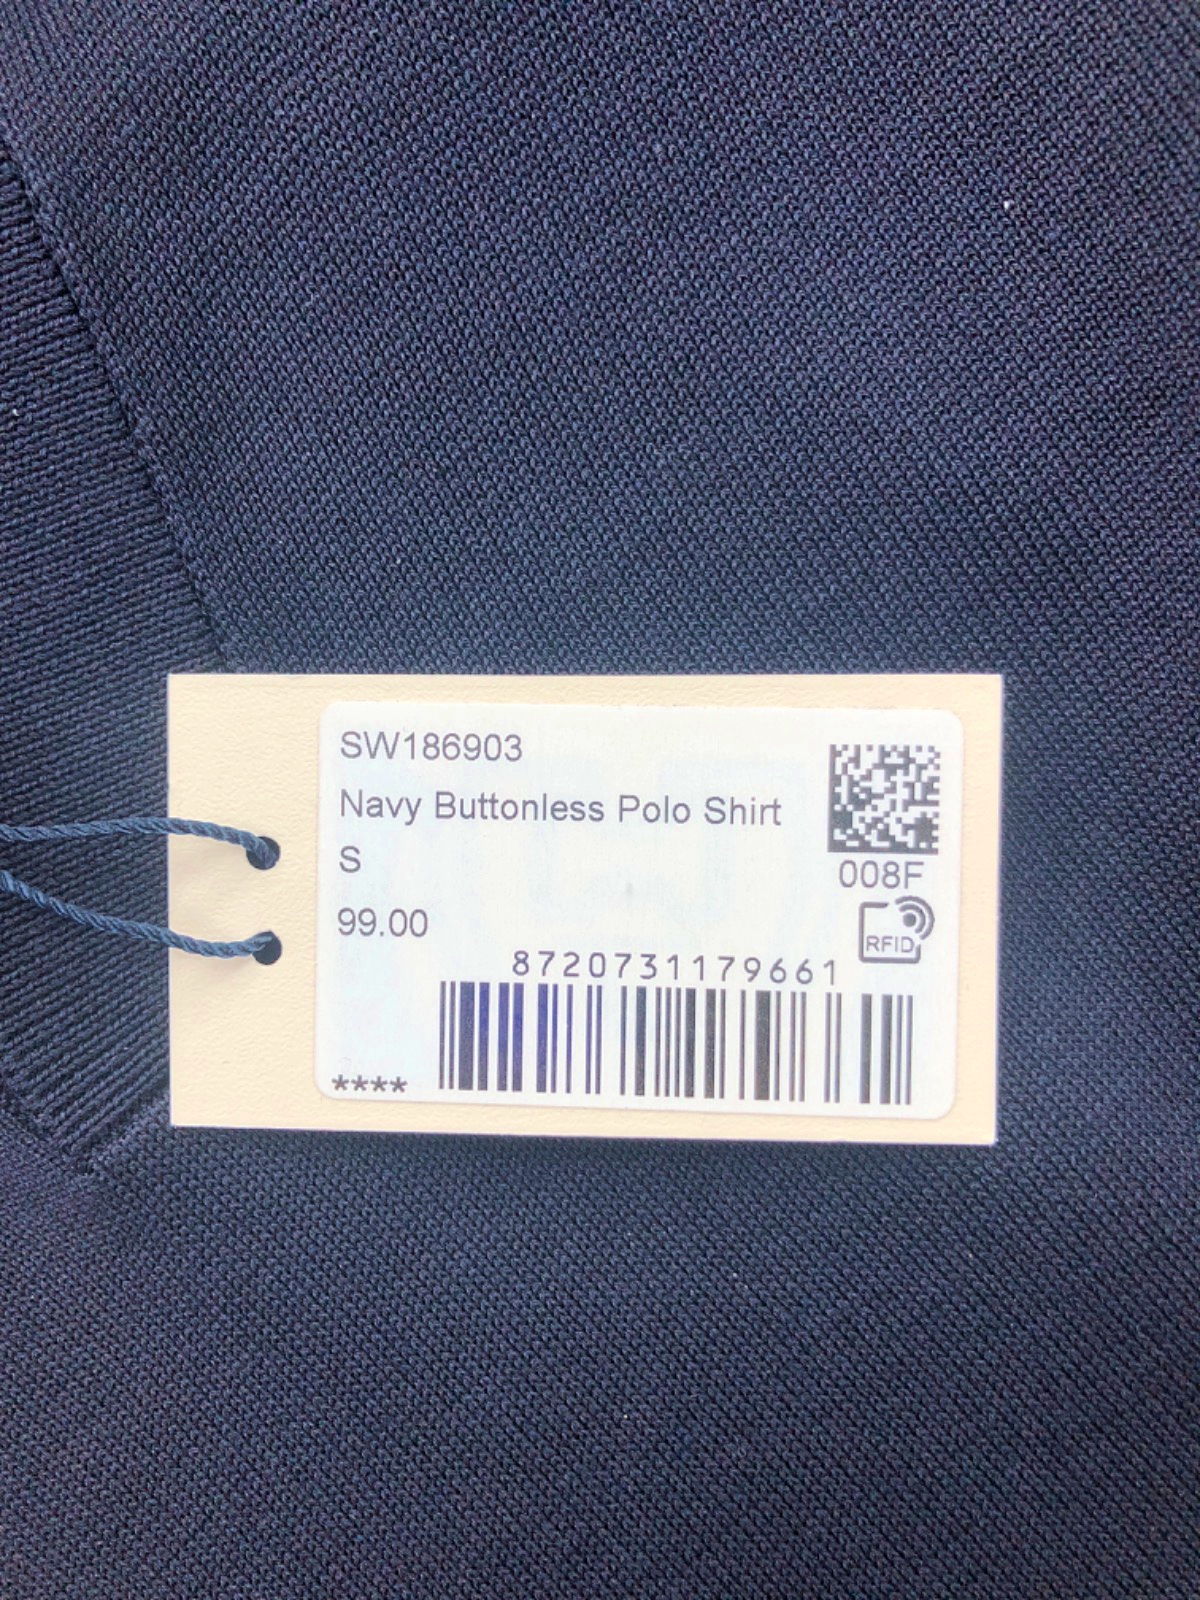 SW186903
Navy Buttonless Polo Shirt
S
008F
99.00
RFID
8720731179661
****